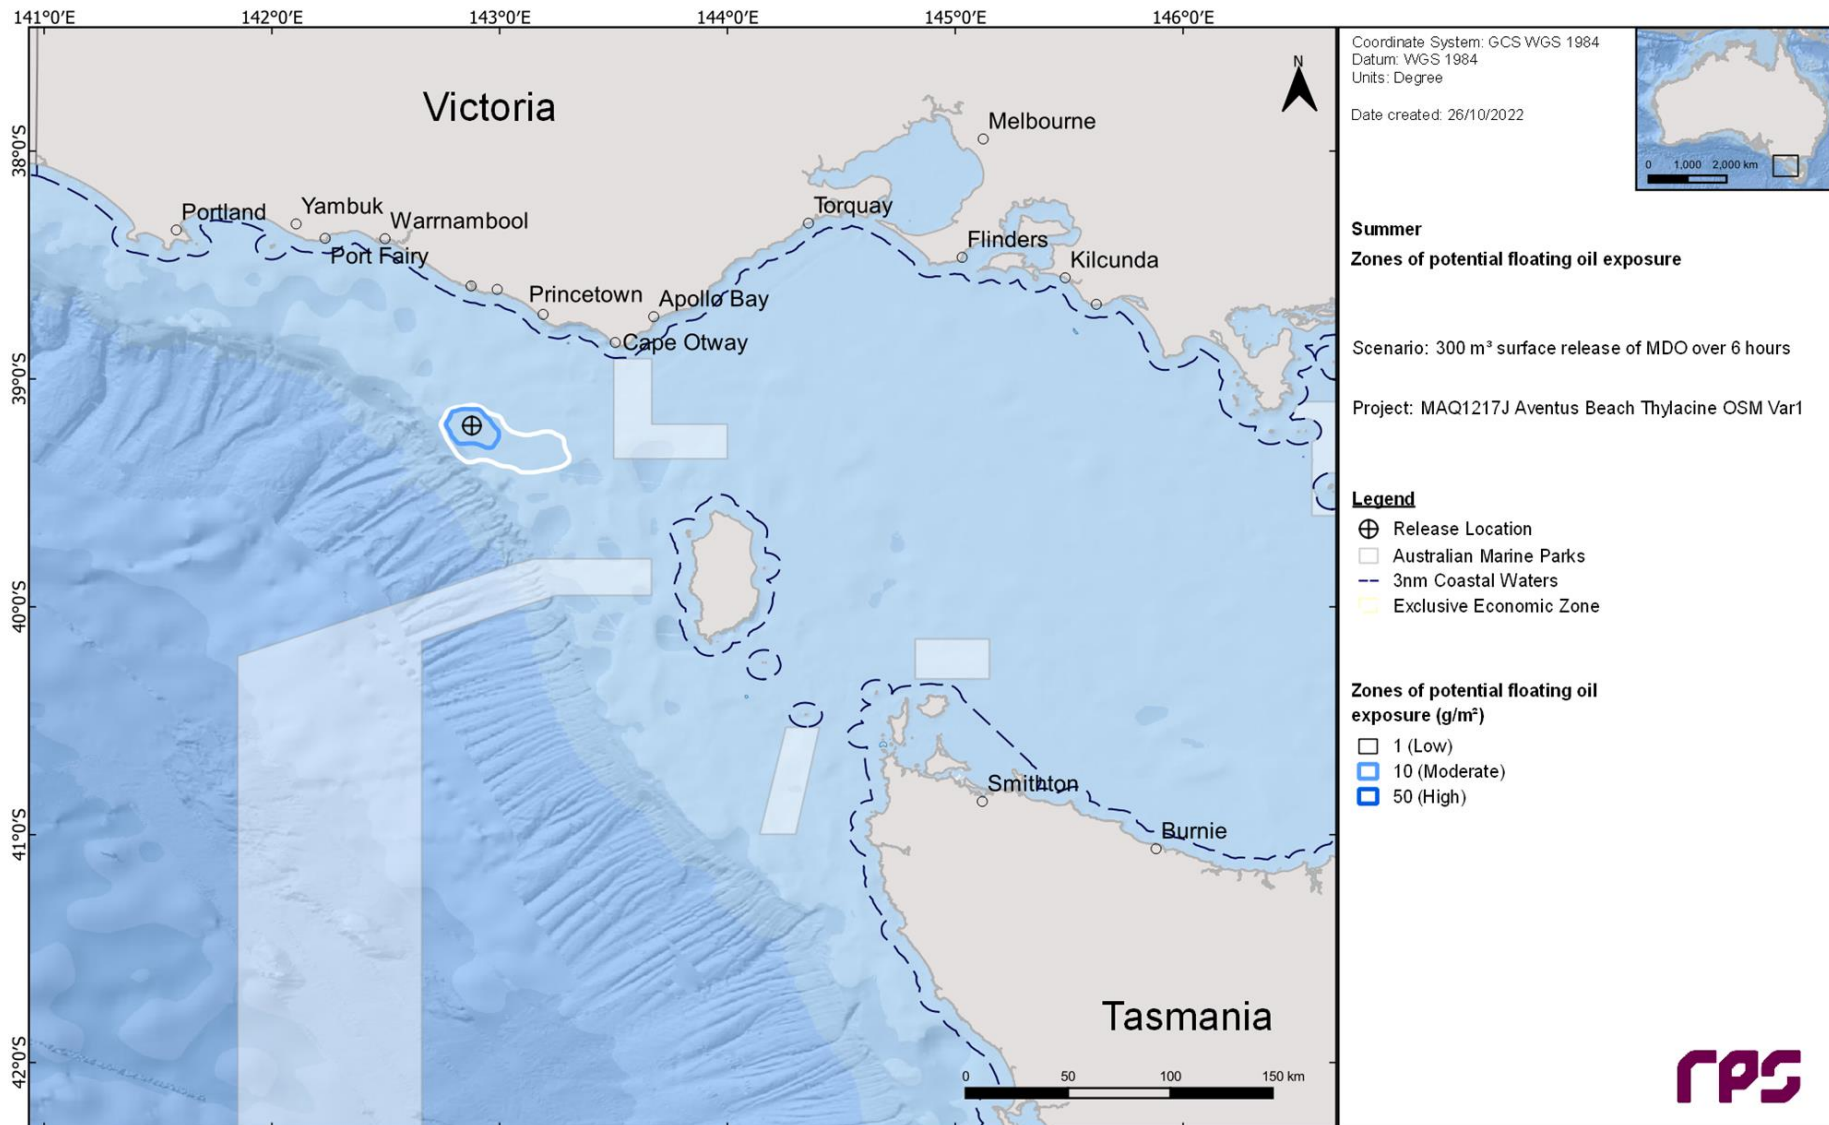 141°0'E 142°0'E 143°0'E 144°0'E 145°0'E 146°0'E
38°0'S
39°0'S
40°0'S
41°0'S
42°0'S
Victoria
N
Melbourne
Portland
Yambuk
Warrnambool
Port Fairy
Torquay
Flinders
Kilcunda
Princetown
Apollo Bay
Cape Otway
Smithton
Burnie
Tasmania
0 50 100 150 km
Coordinate System: GCS WGS 1984
Datum: WGS 1984
Units: Degree
Date created: 26/10/2022
0 1,000 2,000 km
Summer
Zones of potential floating oil exposure
Scenario: 300 m³ surface release of MDO over 6 hours
Project: MAQ1217J Aventus Beach Thylacine OSM Var1
Legend
Release Location
Australian Marine Parks
3nm Coastal Waters
Exclusive Economic Zone
Zones of potential floating oil
exposure (g/m²)
1 (Low)
10 (Moderate)
50 (High)
rps